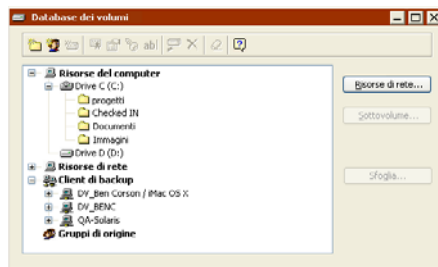 Database dei volumi
abl
Risorse del computer
Drive C (C:)
progetti
Checked IN
Documenti
Immagini
Drive D (D:)
Risorse di rete
Client di backup
DV_Ben Corson / iMac OS X
DV_BENC
QA-Solaris
Gruppi di origine
Risorse di rete...
Sottovolume...
Sfoglia...